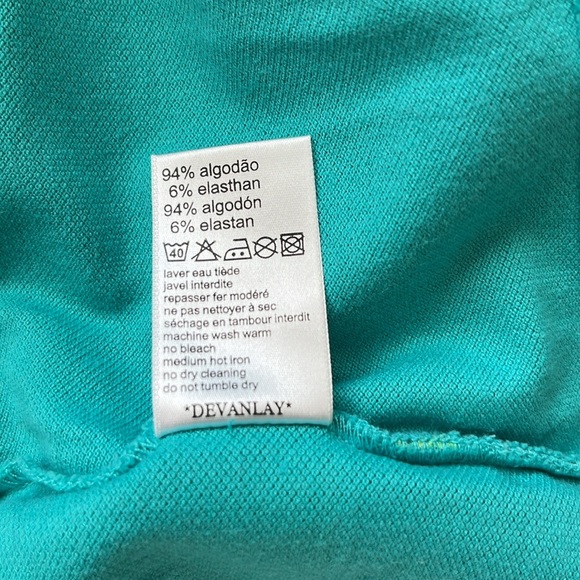 94% algodão
6% elasthan
94% algodón
6% elastan
40
laver eau tiède
javel interdite
repasser fer modéré
ne pas nettoyer à sec
séchage en tambour interdit
machine wash warm
no bleach
medium hot iron
no dry cleaning
do not tumble dry
*DEVANLAY*